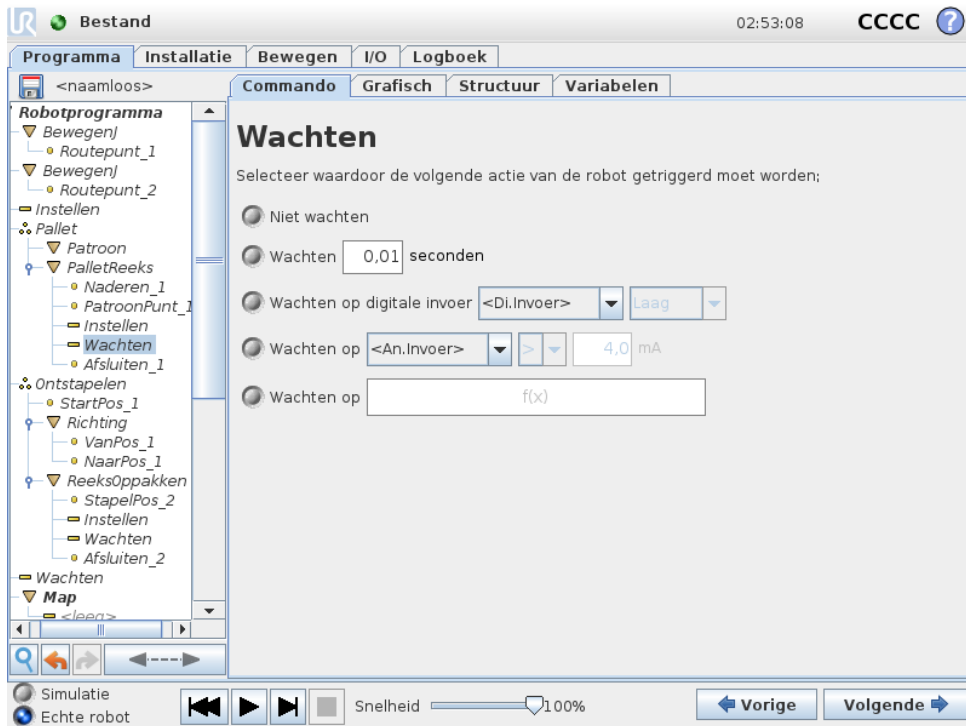 UR Bestand 02:53:08 CCCC ?
Programma Installatie Bewegen I/O Logboek
<naamloos> Commando Grafisch Structuur Variabelen
Robotprogramma
BewegenJ
Routepunt_1
BewegenJ
Routepunt_2
Instellen
Pallet
Patroon
PalletReeks
Naderen_1
PatroonPunt_1
Instellen
Wachten
Afsluiten_1
Ontstapelen
StartPos_1
Richting
VanPos_1
NaarPos_1
ReeksOppakken
StapelPos_2
Instellen
Wachten
Afsluiten_2
Wachten
Map
<leeg>
Wachten
Selecteer waardoor de volgende actie van de robot getriggerd moet worden;
Niet wachten
Wachten 0,01 seconden
Wachten op digitale invoer <Di.Invoer> Laag
Wachten op <An.Invoer> > 4,0 mA
Wachten op f(x)
Simulatie
Echte robot
Snelheid 100%
Vorige Volgende